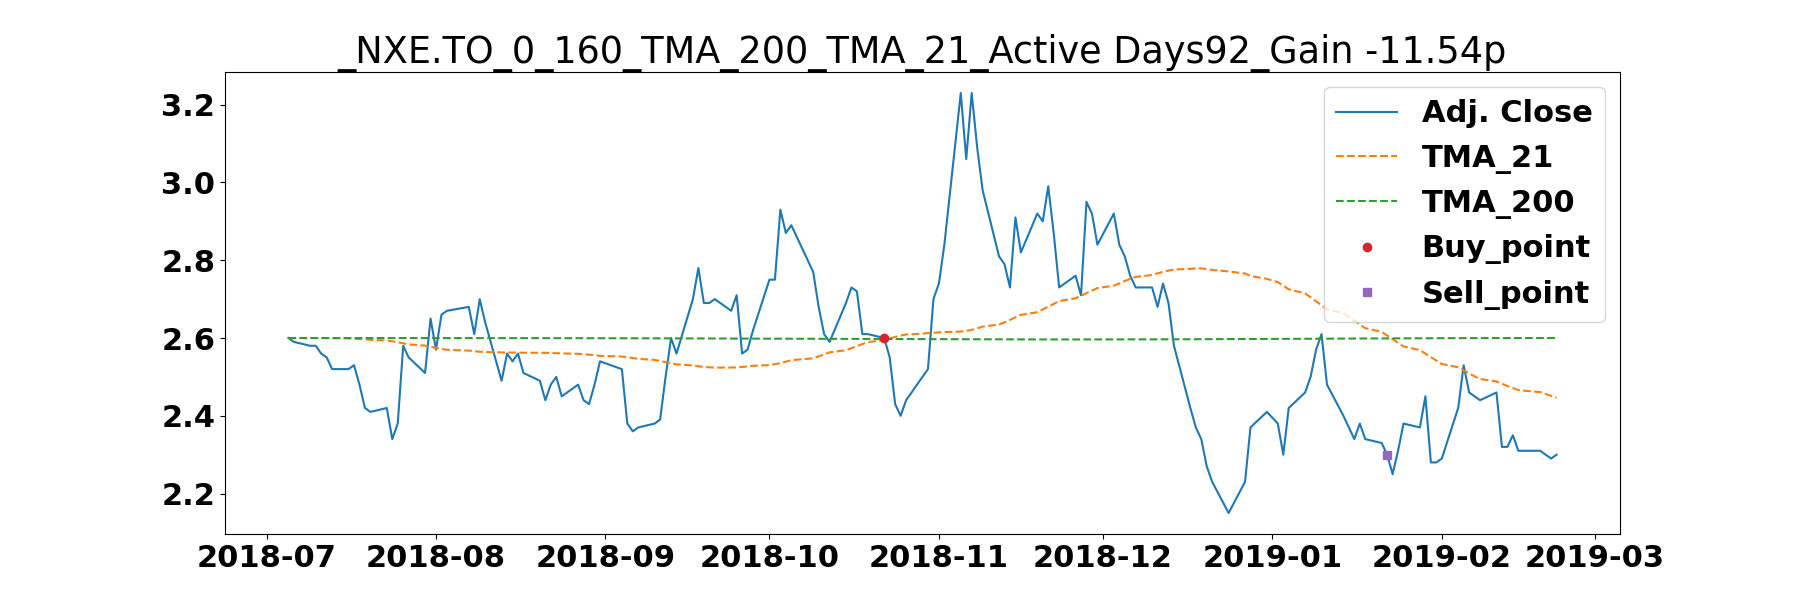 _NXE.TO_0_160_TMA_200_TMA_21_Active Days92_Gain -11.54p
3.2
3.0
2.8
2.6
2.4
2.2
Adj. Close
TMA_21
TMA_200
Buy_point
Sell_point
2018-07 2018-08 2018-09 2018-10 2018-11 2018-12 2019-01 2019-02 2019-03